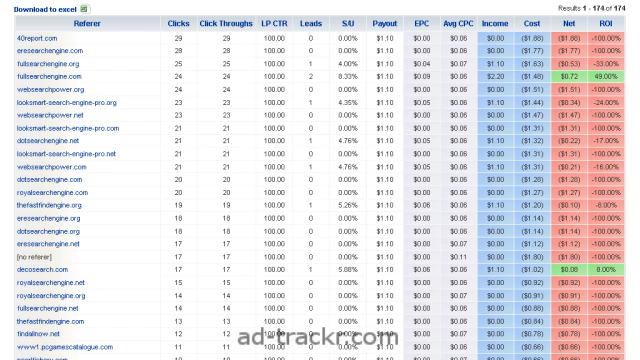 Download to excel Results 1 - 174 of 174
Referer Clicks Click Throughs LP CTR Leads S/U Payout EPC Avg CPC Income Cost Net ROI
40report.com 29 29 100.00 0 0.00% $1.10 $0.00 $0.06 $0.00 ($1.88) ($1.88) -100.00%
eresearchengine.com 28 28 100.00 0 0.00% $1.10 $0.00 $0.06 $0.00 ($1.77) ($1.77) -100.00%
fullsearchengine.org 25 25 100.00 1 4.00% $1.10 $0.04 $0.07 $1.10 ($1.63) ($0.53) -33.00%
fullsearchengine.com 24 24 100.00 2 8.33% $1.10 $0.09 $0.06 $2.20 ($1.48) $0.72 49.00%
websearchpower.org 24 24 100.00 0 0.00% $1.10 $0.00 $0.06 $0.00 ($1.51) ($1.51) -100.00%
looksmart-search-engine-pro.org 23 23 100.00 1 4.35% $1.10 $0.05 $0.06 $1.10 ($1.44) ($0.34) -24.00%
websearchpower.net 23 23 100.00 0 0.00% $1.10 $0.00 $0.06 $0.00 ($1.47) ($1.47) -100.00%
looksmart-search-engine-pro.com 21 21 100.00 0 0.00% $1.10 $0.00 $0.06 $0.00 ($1.31) ($1.31) -100.00%
dotsearchengine.net 21 21 100.00 1 4.76% $1.10 $0.05 $0.06 $1.10 ($1.32) ($0.22) -17.00%
looksmart-search-engine-pro.net 21 21 100.00 0 0.00% $1.10 $0.00 $0.06 $0.00 ($1.31) ($1.31) -100.00%
websearchpower.com 21 21 100.00 1 4.76% $1.10 $0.05 $0.06 $1.10 ($1.31) ($0.21) -16.00%
dotsearchengine.com 20 20 100.00 0 0.00% $1.10 $0.00 $0.06 $0.00 ($1.28) ($1.28) -100.00%
royalsearchengine.com 20 20 100.00 0 0.00% $1.10 $0.00 $0.06 $0.00 ($1.27) ($1.27) -100.00%
thefastfindengine.org 19 19 100.00 1 5.26% $1.10 $0.06 $0.06 $1.10 ($1.20) ($0.10) -8.00%
eresearchengine.org 18 18 100.00 0 0.00% $1.10 $0.00 $0.06 $0.00 ($1.14) ($1.14) -100.00%
dotsearchengine.org 18 18 100.00 0 0.00% $1.10 $0.00 $0.06 $0.00 ($1.14) ($1.14) -100.00%
eresearchengine.net 17 17 100.00 0 0.00% $1.10 $0.00 $0.07 $0.00 ($1.12) ($1.12) -100.00%
[no referer] 17 17 100.00 0 0.00% $1.10 $0.00 $0.11 $0.00 ($1.80) ($1.80) -100.00%
decosearch.com 17 17 100.00 1 5.88% $1.10 $0.06 $0.06 $1.10 ($1.02) $0.08 8.00%
royalsearchengine.net 15 15 100.00 0 0.00% $1.10 $0.00 $0.06 $0.00 ($0.92) ($0.92) -100.00%
royalsearchengine.org 14 14 100.00 0 0.00% $1.10 $0.00 $0.07 $0.00 ($0.91) ($0.91) -100.00%
fullsearchengine.net 14 14 100.00 0 0.00% $1.10 $0.00 $0.06 $0.00 ($0.88) ($0.88) -100.00%
thefastfindengine.com 13 13 100.00 0 0.00% $1.10 $0.00 $0.06 $0.00 ($0.84) ($0.84) -100.00%
findallnow.net 12 12 100.00 0 0.00% $1.10 $0.00 $0.07 $0.00 ($0.78) ($0.78) -100.00%
www1.pcgamescatalogue.com 11 11 100.00 0 0.00% $1.10 $0.00 $0.06 $0.00 ($0.66) ($0.66) -100.00%
ad-trackr.com